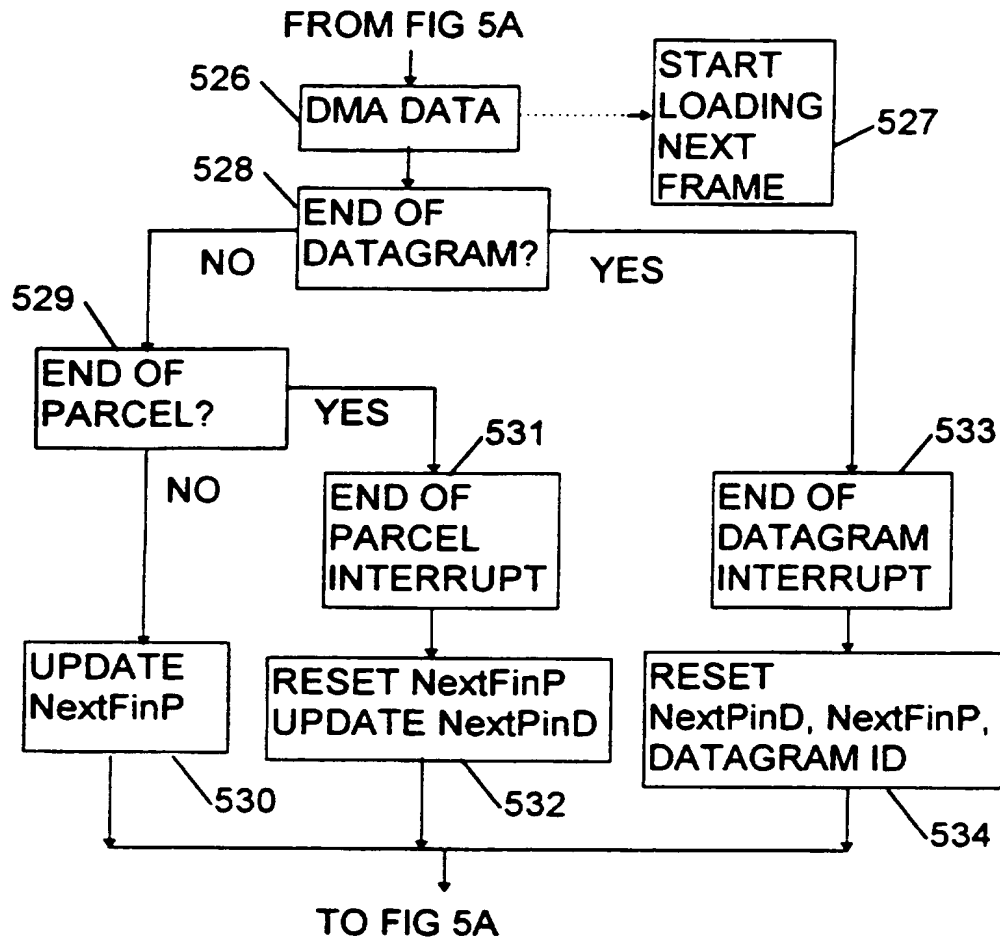 FROM FIG 5A
526
DMA DATA
START
LOADING
NEXT
FRAME
527
528
END OF
DATAGRAM?
NO
YES
529
END OF
PARCEL?
YES
NO
531
END OF
PARCEL
INTERRUPT
533
END OF
DATAGRAM
INTERRUPT
UPDATE
NextFinP
530
RESET NextFinP
UPDATE NextPinD
532
RESET
NextPinD, NextFinP,
DATAGRAM ID
534
TO FIG 5A